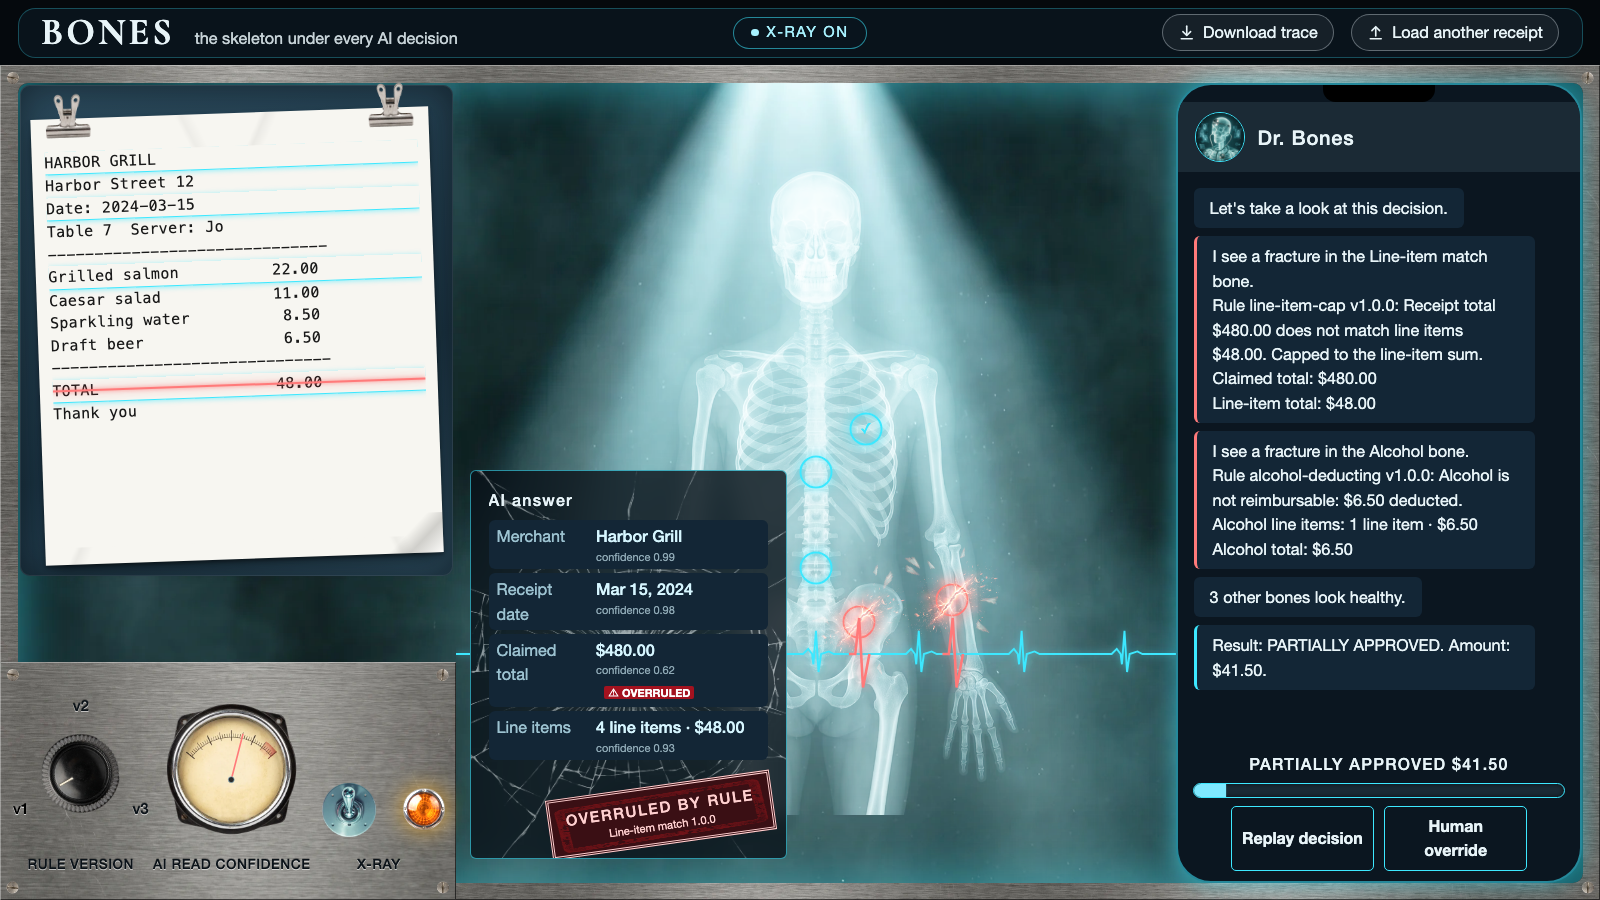 BONES
the skeleton under every AI decision
X-RAY ON
Download trace
Load another receipt
HARBOR GRILL
Harbor Street 12
Date: 2024-03-15
Table 7  Server: Jo
------------------------------
Grilled salmon 22.00
Caesar salad 11.00
Sparkling water 8.50
Draft beer 6.50
------------------------------
TOTAL 48.00
Thank you
AI answer
Merchant Harbor Grill
confidence 0.99
Receipt date Mar 15, 2024
confidence 0.98
Claimed total $480.00
confidence 0.62
⚠ OVERRULED
Line items 4 line items · $48.00
confidence 0.93
OVERRULED BY RULE
Line-item match 1.0.0
v2
v1
v3
RULE VERSION
AI READ CONFIDENCE
X-RAY
Dr. Bones
Let's take a look at this decision.
I see a fracture in the Line-item match
bone.
Rule line-item-cap v1.0.0: Receipt total
$480.00 does not match line items
$48.00. Capped to the line-item sum.
Claimed total: $480.00
Line-item total: $48.00
I see a fracture in the Alcohol bone.
Rule alcohol-deducting v1.0.0: Alcohol is
not reimbursable: $6.50 deducted.
Alcohol line items: 1 line item · $6.50
Alcohol total: $6.50
3 other bones look healthy.
Result: PARTIALLY APPROVED. Amount:
$41.50.
PARTIALLY APPROVED $41.50
Replay decision
Human
override